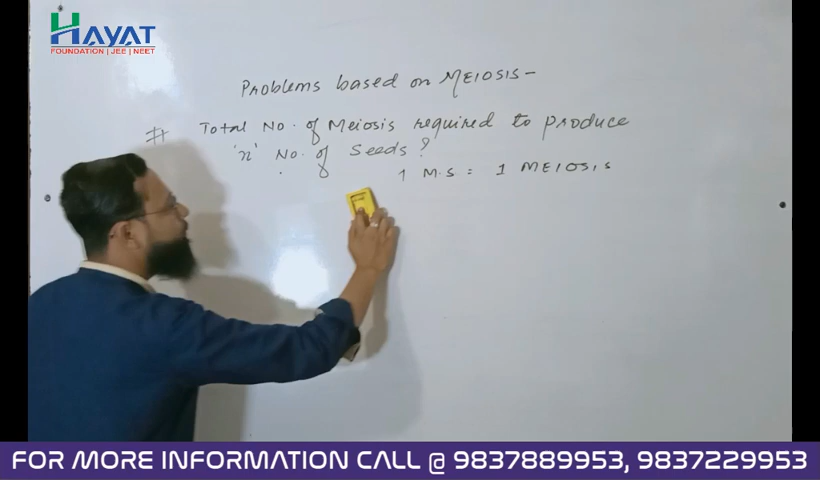 HAYAT
FOUNDATION | JEE | NEET
Problems based on MEIOSIS-
# Total No. of Meiosis required to produce
'n' No. of Seeds?
1 M.S = 1 MEIOSIS
FOR MORE INFORMATION CALL @ 9837889953, 9837229953